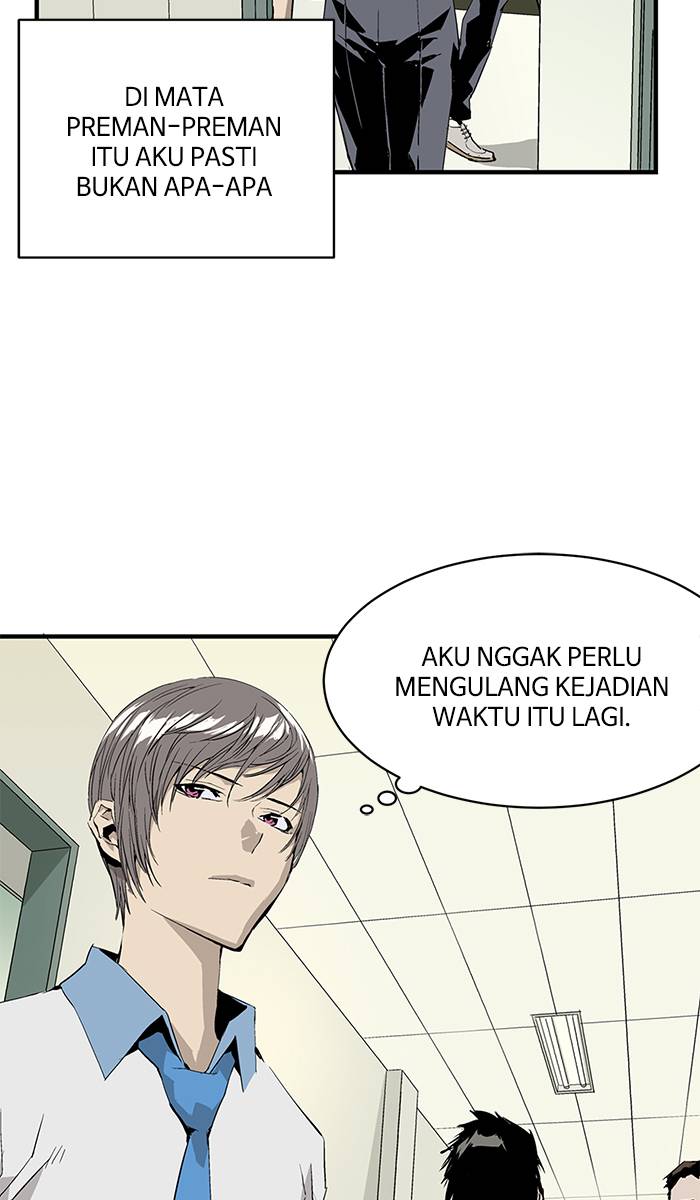 DI MATA
PREMAN-PREMAN
ITU AKU PASTI
BUKAN APA-APA
AKU NGGAK PERLU
MENGULANG KEJADIAN
WAKTU ITU LAGI.